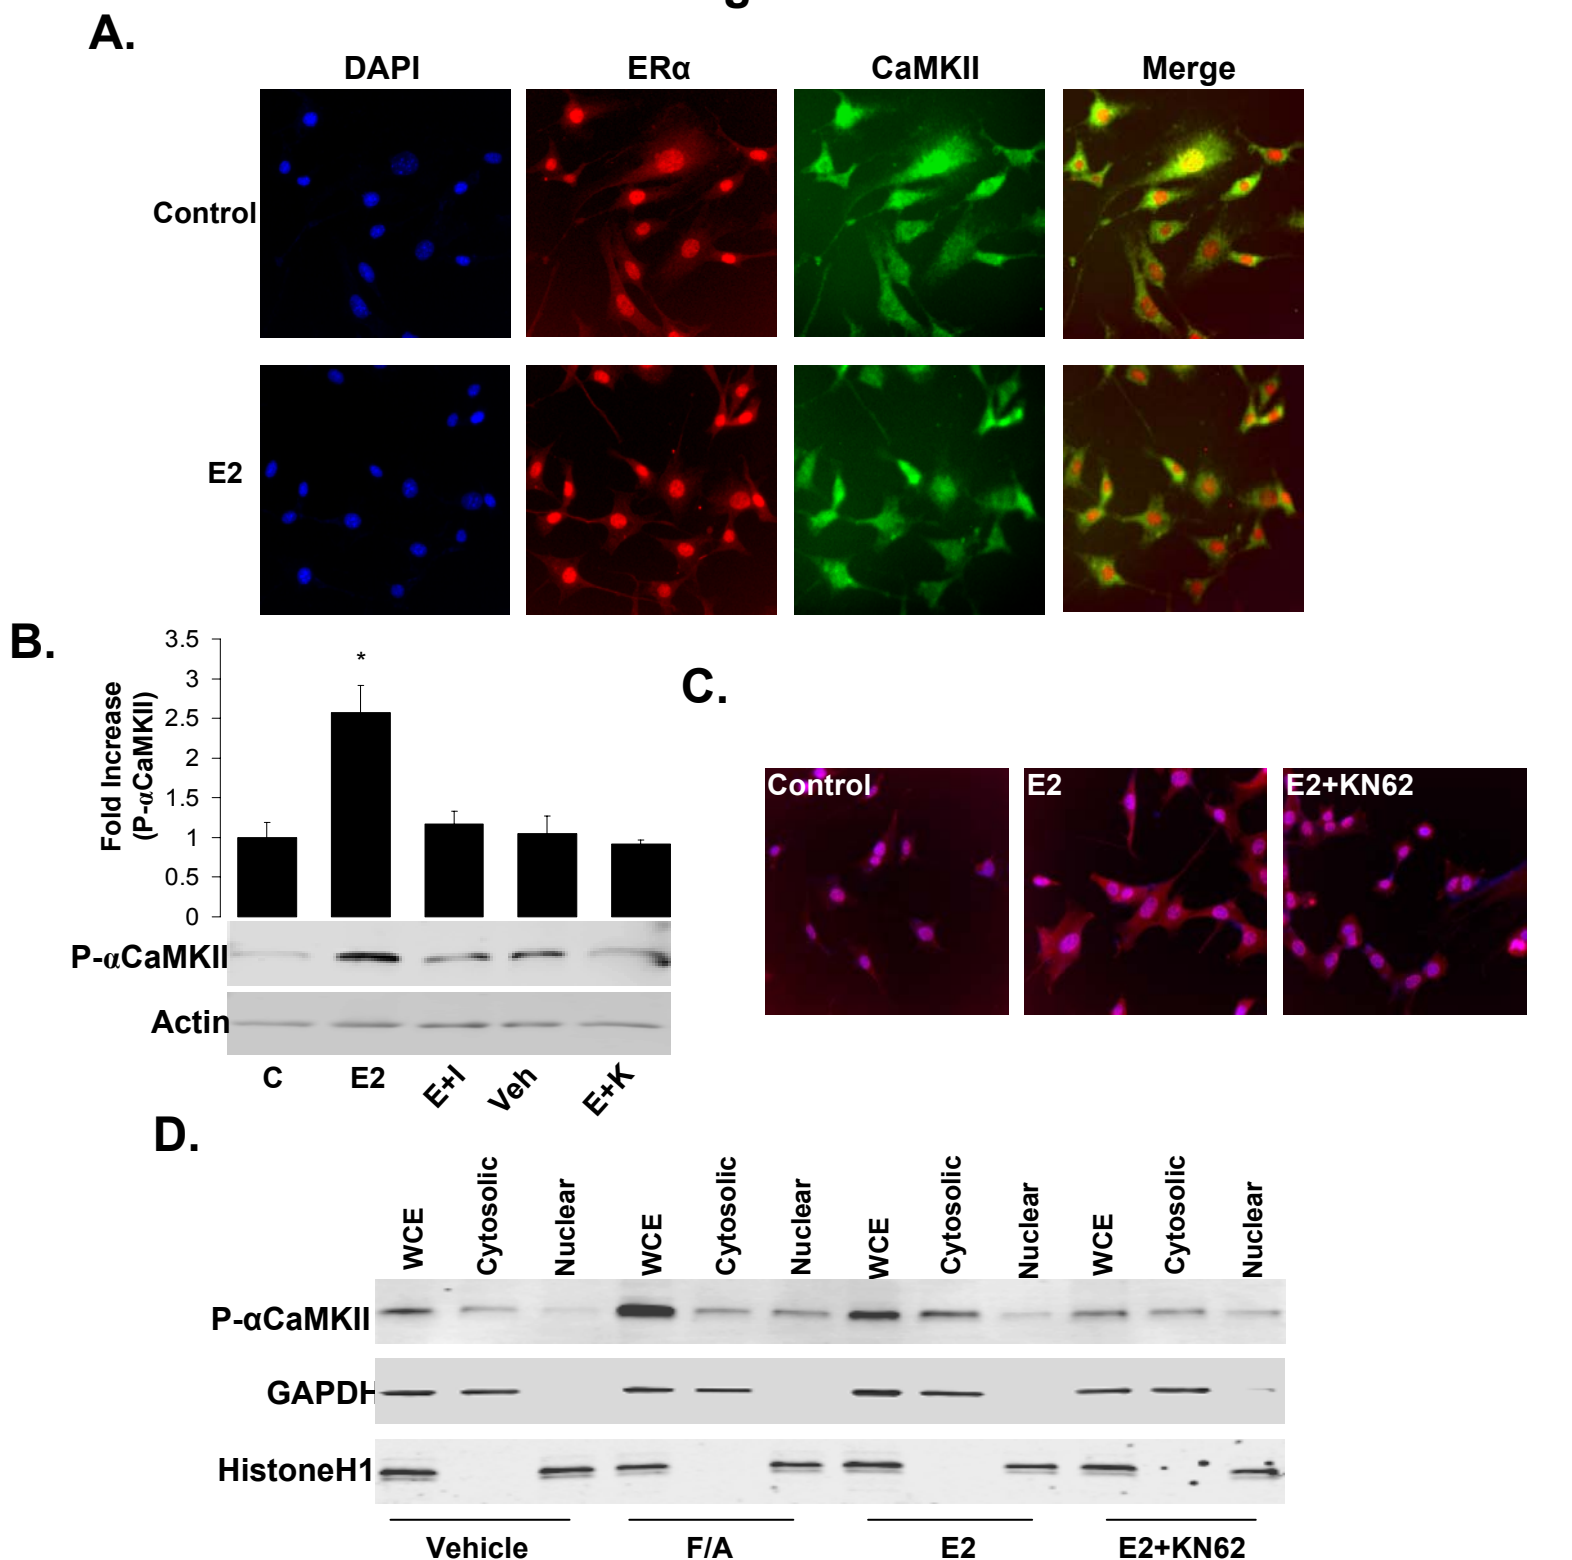 g
A.
DAPI ERα CaMKII Merge
Control
E2
B.
3.5
3
2.5
2
1.5
1
0.5
0
Fold Increase
(P-αCaMKII)
*
P-αCaMKII
Actin
C E2 E+I Veh E+K
C.
Control E2 E2+KN62
D.
WCE Cytosolic Nuclear WCE Cytosolic Nuclear WCE Cytosolic Nuclear WCE Cytosolic Nuclear
P-αCaMKII
GAPDH
HistoneH1
Vehicle F/A E2 E2+KN62